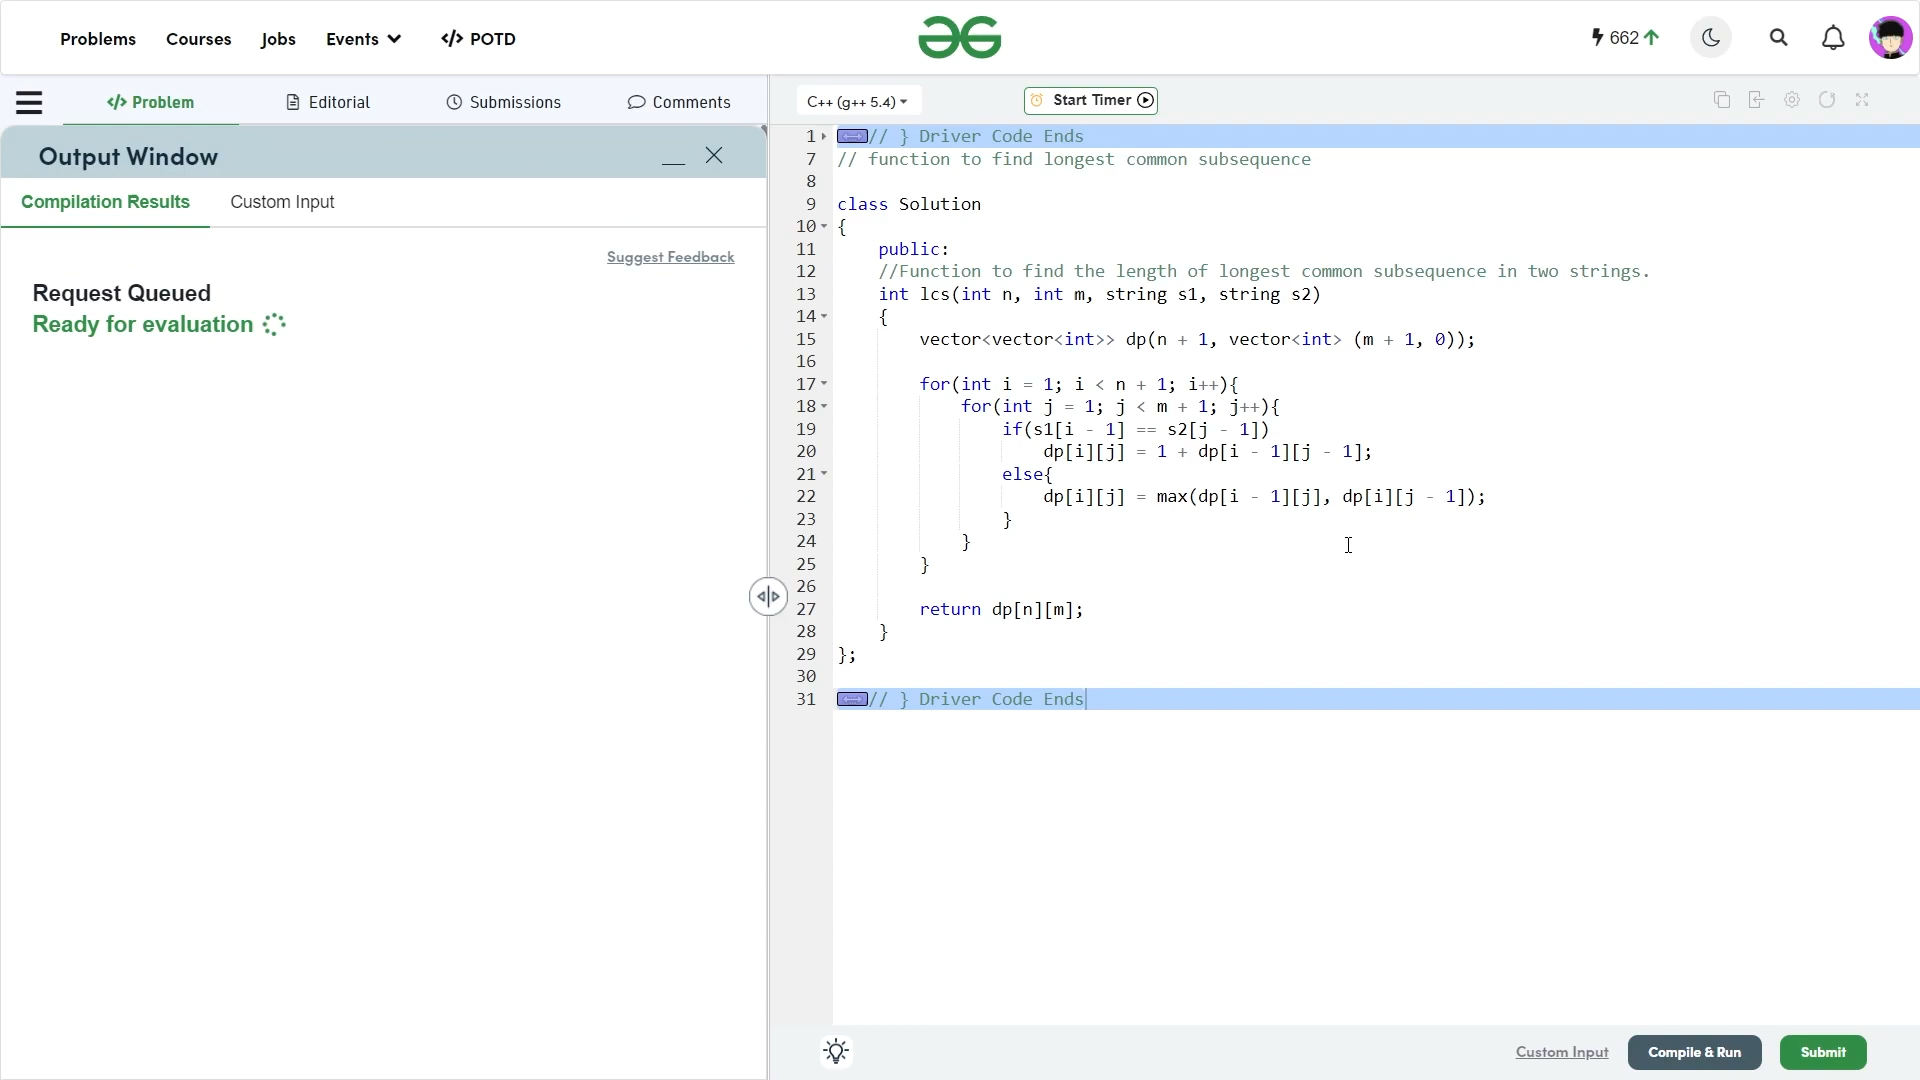 Problems Courses Jobs Events </> POTD
662
</> Problem Editorial Submissions Comments
Output Window
Compilation Results Custom Input
Suggest Feedback
Request Queued
Ready for evaluation
C++ (g++ 5.4) Start Timer
1 // } Driver Code Ends
7 // function to find longest common subsequence
8
9 class Solution
10 {
11 public:
12 //Function to find the length of longest common subsequence in two strings.
13 int lcs(int n, int m, string s1, string s2)
14 {
15 vector<vector<int>> dp(n + 1, vector<int> (m + 1, 0));
16
17 for(int i = 1; i < n + 1; i++){
18 for(int j = 1; j < m + 1; j++){
19 if(s1[i - 1] == s2[j - 1])
20 dp[i][j] = 1 + dp[i - 1][j - 1];
21 else{
22 dp[i][j] = max(dp[i - 1][j], dp[i][j - 1]);
23 }
24 }
25 }
26
27 return dp[n][m];
28 }
29 };
30
31 // } Driver Code Ends
Custom Input Compile & Run Submit